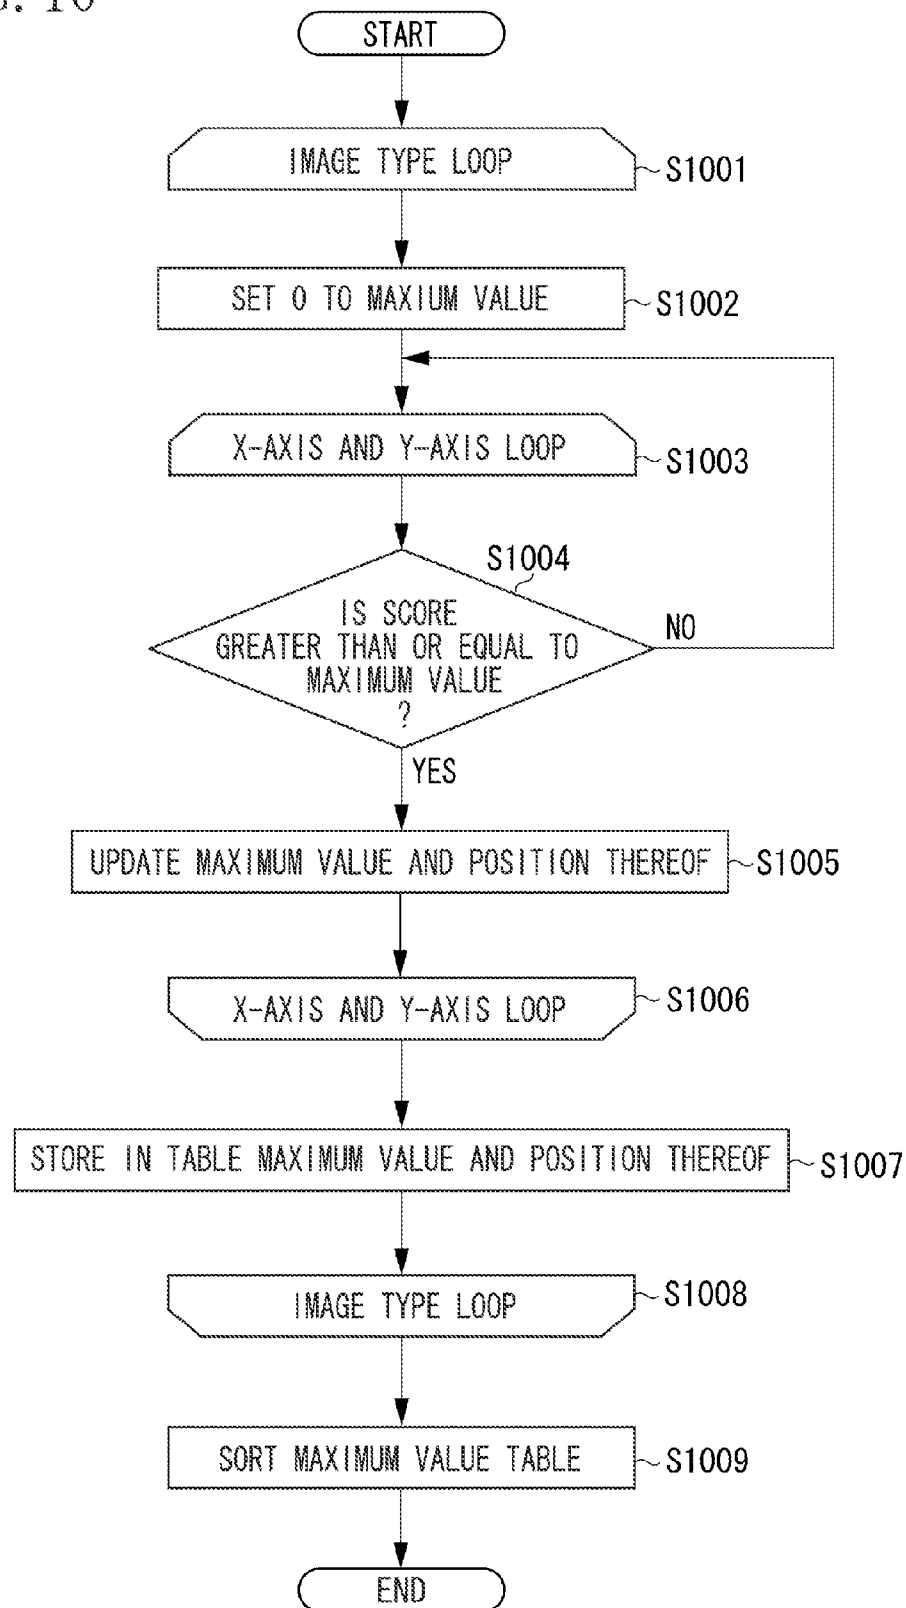 START
IMAGE TYPE LOOP
S1001
SET 0 TO MAXIUM VALUE
S1002
X-AXIS AND Y-AXIS LOOP
S1003
S1004
IS SCORE
GREATER THAN OR EQUAL TO
MAXIMUM VALUE
?
NO
YES
UPDATE MAXIMUM VALUE AND POSITION THEREOF
S1005
X-AXIS AND Y-AXIS LOOP
S1006
STORE IN TABLE MAXIMUM VALUE AND POSITION THEREOF
S1007
IMAGE TYPE LOOP
S1008
SORT MAXIMUM VALUE TABLE
S1009
END